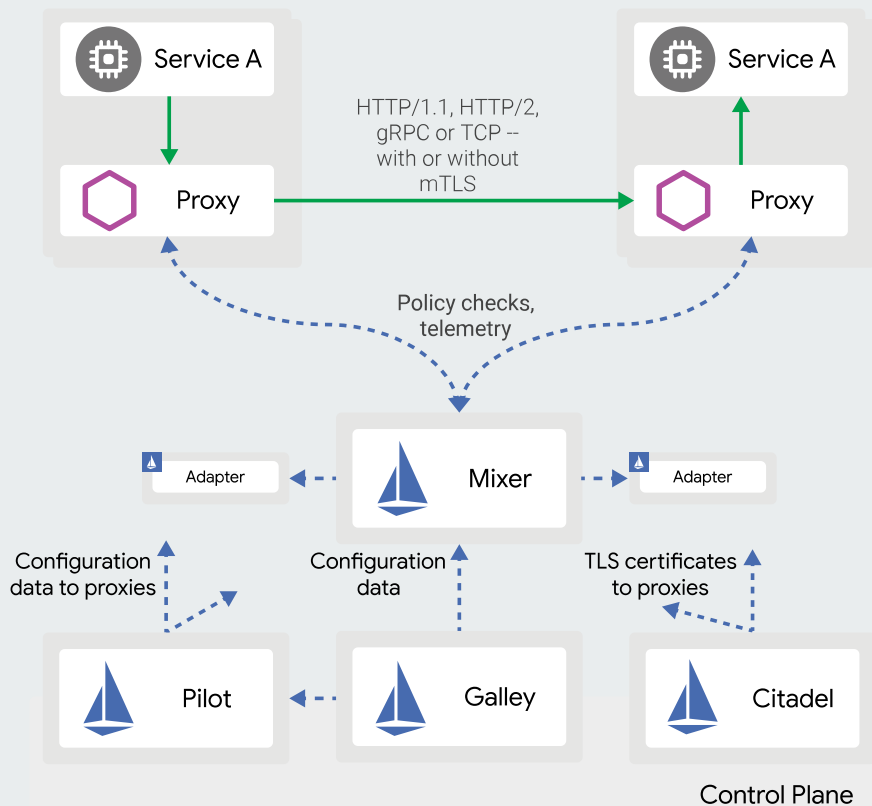 Service A
Service A
HTTP/1.1, HTTP/2,
gRPC or TCP --
with or without
mTLS
Proxy
Proxy
Policy checks,
telemetry
Mixer
Adapter
Adapter
Configuration
data to proxies
Configuration
data
TLS certificates
to proxies
Pilot
Galley
Citadel
Control Plane